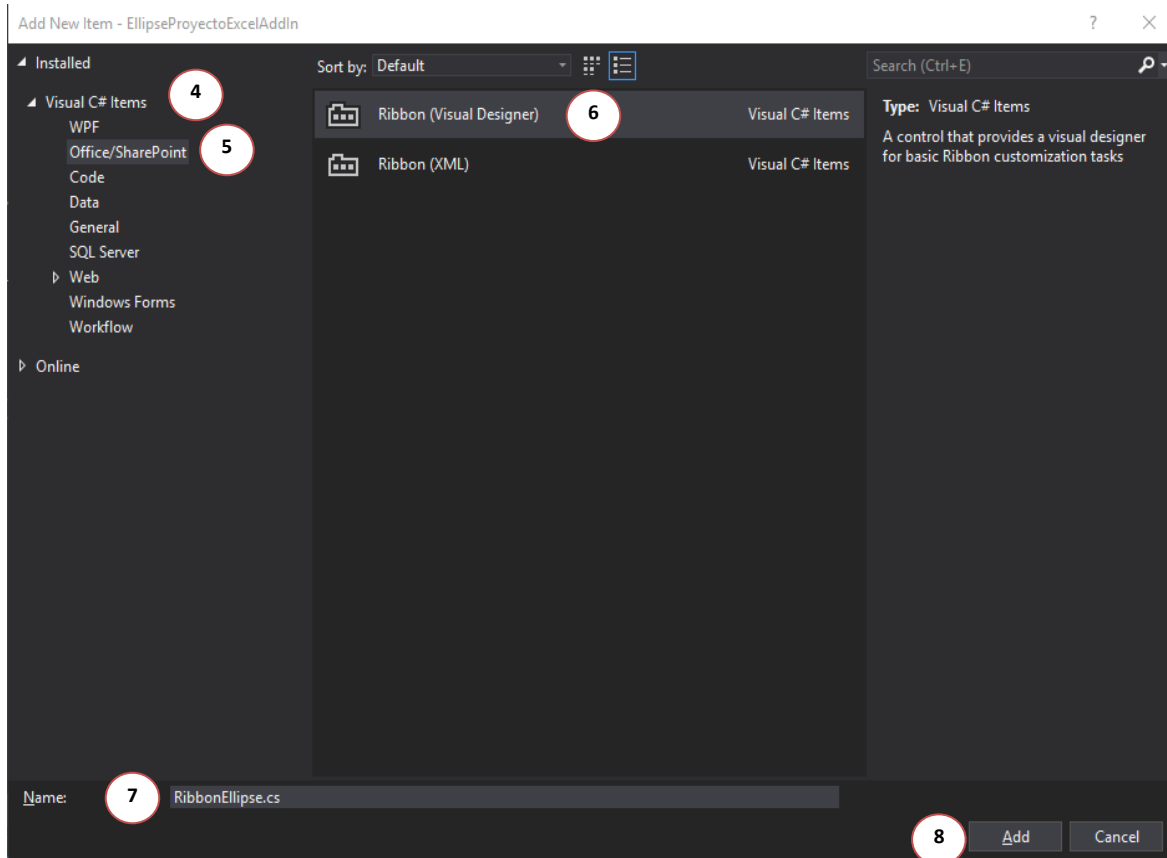 Add New Item - EllipseProyectoExcelAddIn ? ×
Installed
4
Visual C# Items
WPF
Office/SharePoint 5
Code
Data
General
SQL Server
Web
Windows Forms
Workflow
Online
Sort by: Default
Ribbon (Visual Designer) 6 Visual C# Items
Ribbon (XML) Visual C# Items
Search (Ctrl+E)
Type: Visual C# Items
A control that provides a visual designer
for basic Ribbon customization tasks
Name: 7 RibbonEllipse.cs
8 Add Cancel